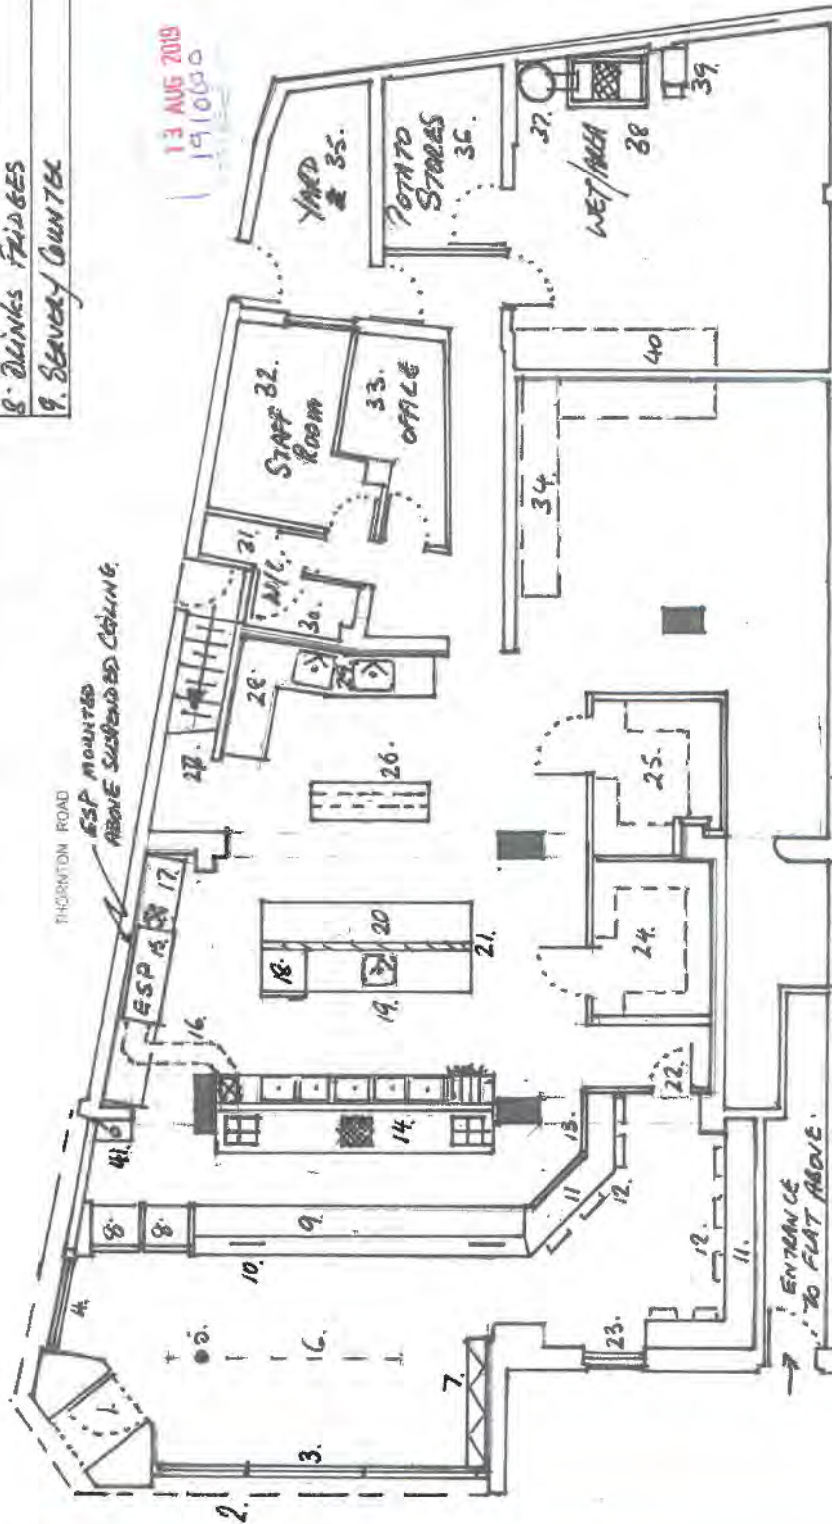 8. DRINKS FRIDGES
9. SERVERY COUNTER
13 AUG 2019
1910600
THORNTON ROAD
ESP MOUNTED
ABOVE SUSPENDED CEILING.
YARD
35.
POTATO
STORES
36.
37.
38
39.
WET/AREA
40
STAFF 32.
ROOM
33.
OFFICE
34.
31.
W/C.
30.
29.
28.
27.
26.
25.
24.
17.
ESP 15.
16.
18.
19.
20
21.
22.
41.
14.
13.
8.
8.
9.
10.
11
12.
12.
11.
23.
4.
5.
6.
7.
3.
2.
ENTRANCE
TO FLAT ABOVE.